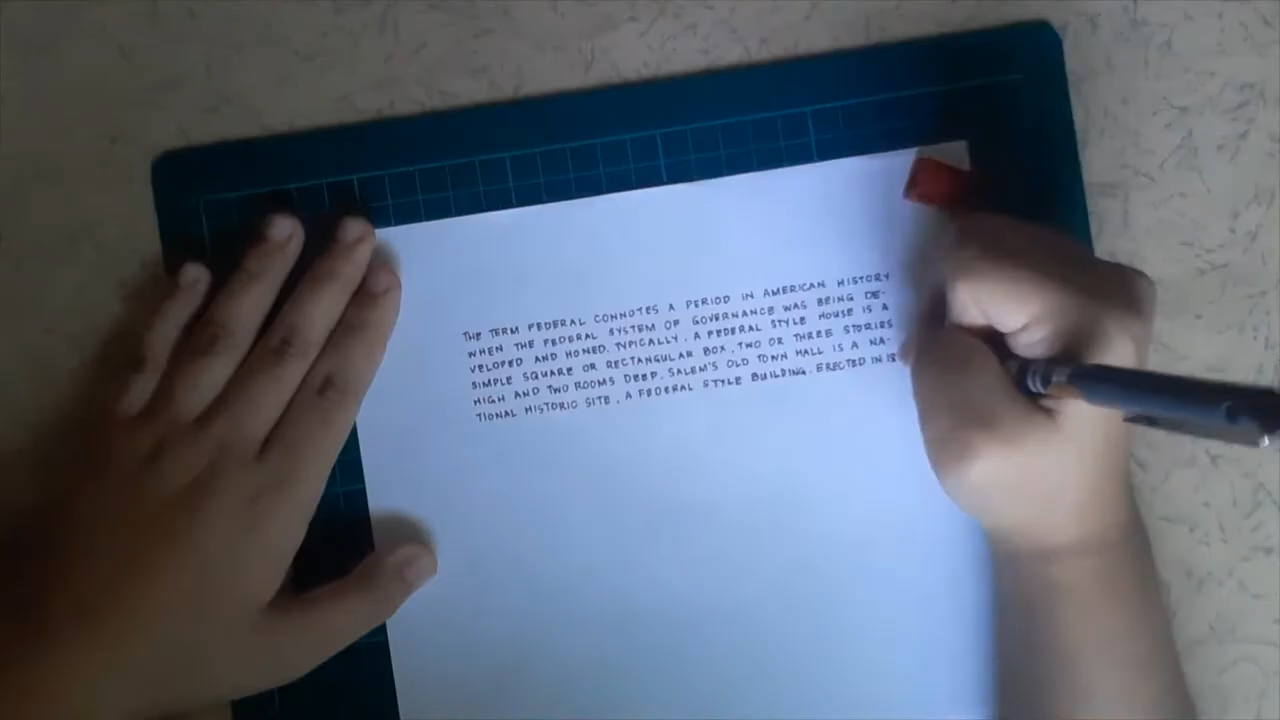 THE TERM FEDERAL CONNOTES A PERIOD IN AMERICAN HISTORY
WHEN THE FEDERAL SYSTEM OF GOVERNANCE WAS BEING DE-
VELOPED AND HONED. TYPICALLY, A FEDERAL STYLE HOUSE IS A
SIMPLE SQUARE OR RECTANGULAR BOX, TWO OR THREE STORIES
HIGH AND TWO ROOMS DEEP. SALEM'S OLD TOWN HALL IS A NA-
TIONAL HISTORIC SITE, A FEDERAL STYLE BUILDING. ERECTED IN 18